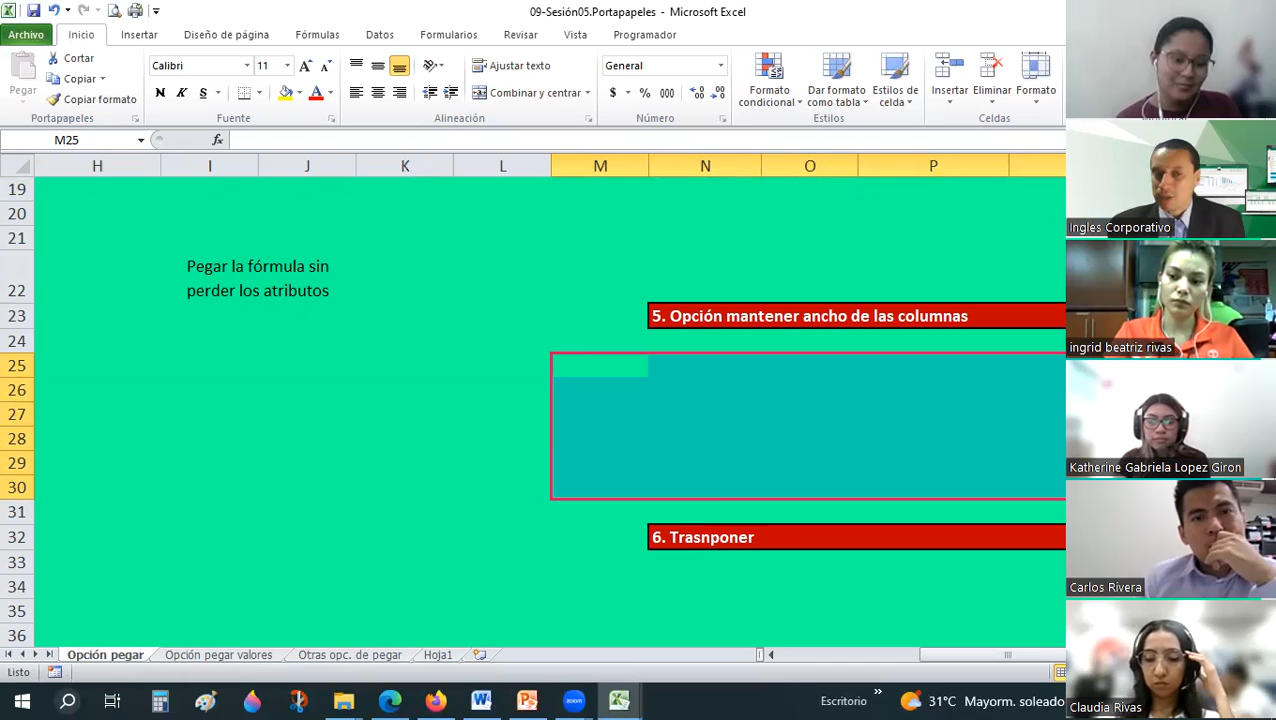 09-Sesión05.Portapapeles - Microsoft Excel
Archivo Inicio Insertar Diseño de página Fórmulas Datos Formularios Revisar Vista Programador
Pegar
Cortar
Copiar
Copiar formato
Portapapeles
Calibri 11
N K S
Fuente
Ajustar texto
Combinar y centrar
Alineación
General
$ % 000
Número
Formato condicional
Dar formato como tabla
Estilos de celda
Estilos
Insertar Eliminar Formato
Celdas
M25 fx
H I J K L M N O P
19
20
21
22
23
24
25
26
27
28
29
30
31
32
33
34
35
36
Pegar la fórmula sin
perder los atributos
5. Opción mantener ancho de las columnas
6. Trasnponer
Opción pegar Opción pegar valores Otras opc. de pegar Hoja1
Listo
zoom
Escritorio » 31°C Mayorm. soleado
Ingles Corporativo
ingrid beatriz rivas
Katherine Gabriela Lopez Giron
Carlos Rivera
Claudia Rivas